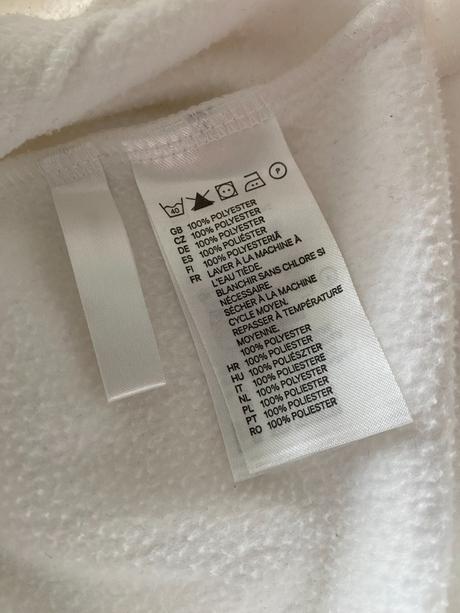 40
P
GB 100% POLYESTER
CZ 100% POLYESTER
DE 100% POLYESTER
ES 100% POLIÉSTER
FI 100% POLYESTERIÄ
FR LAVER À LA MACHINE À
L'EAU TIÈDE.
BLANCHIR SANS CHLORE SI
NÉCESSAIRE.
SÉCHER À LA MACHINE
CYCLE MOYEN.
REPASSER À TEMPÉRATURE
MOYENNE.
100% POLYESTER
HR 100% POLIESTER
HU 100% POLIÉSZTER
IT 100% POLIESTERE
NL 100% POLYESTER
PL 100% POLIESTER
PT 100% POLIÉSTER
RO 100% POLIESTER